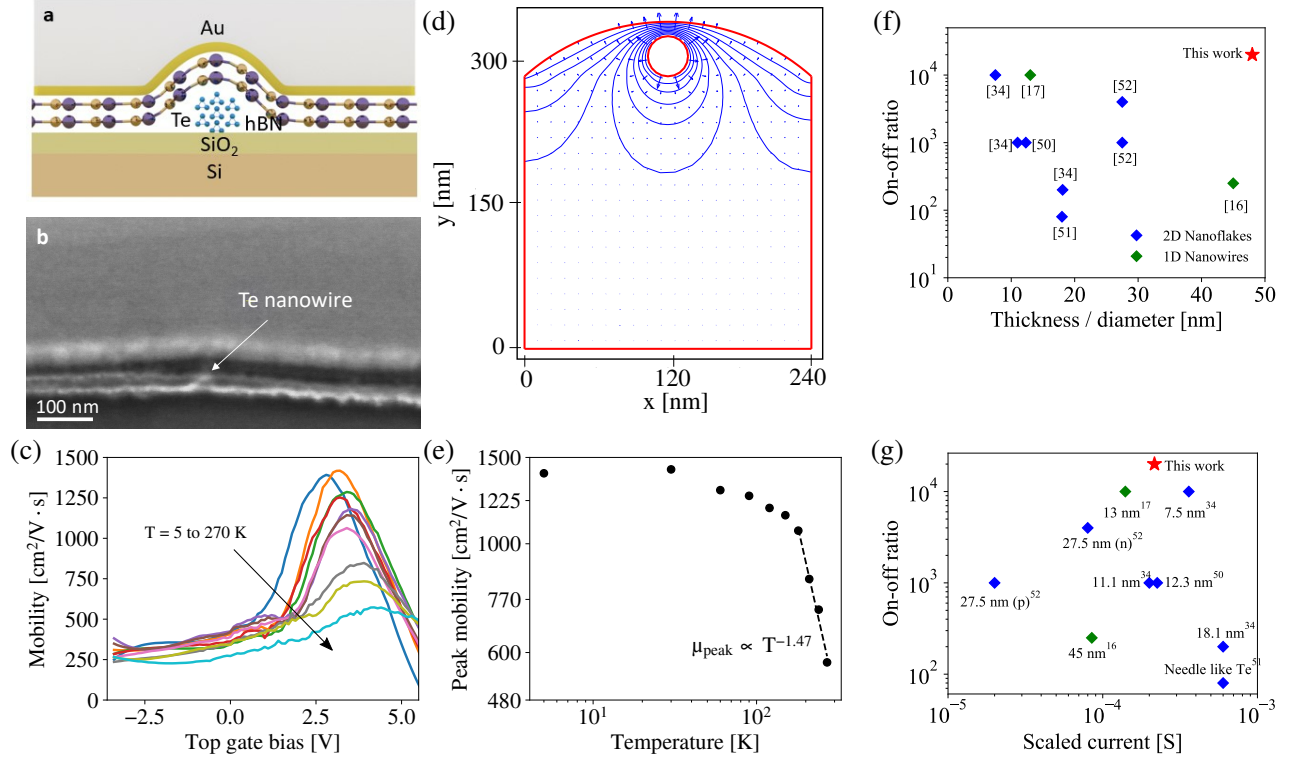 a
Au
Te
hBN
SiO2
Si
b
Te nanowire
100 nm
(c)
1500
1250
1000
750
500
250
0
Mobility [cm²/V · s]
T = 5 to 270 K
−2.5
0.0
2.5
5.0
Top gate bias [V]
(d)
300
150
0
y [nm]
0
120
240
x [nm]
(e)
1500
1225
1000
770
600
480
Peak mobility [cm²/V · s]
μpeak ∝ T−1.47
10¹
10²
Temperature [K]
(f)
10⁴
10³
10²
10¹
On-off ratio
This work
[34]
[17]
[52]
[34]
[50]
[52]
[34]
[51]
[16]
2D Nanoflakes
1D Nanowires
0
10
20
30
40
50
Thickness / diameter [nm]
(g)
10⁴
10³
10²
On-off ratio
This work
13 nm¹⁷
7.5 nm³⁴
27.5 nm (n)⁵²
11.1 nm³⁴
12.3 nm⁵⁰
27.5 nm (p)⁵²
45 nm¹⁶
18.1 nm³⁴
Needle like Te⁵¹
10⁻⁵
10⁻⁴
10⁻³
Scaled current [S]